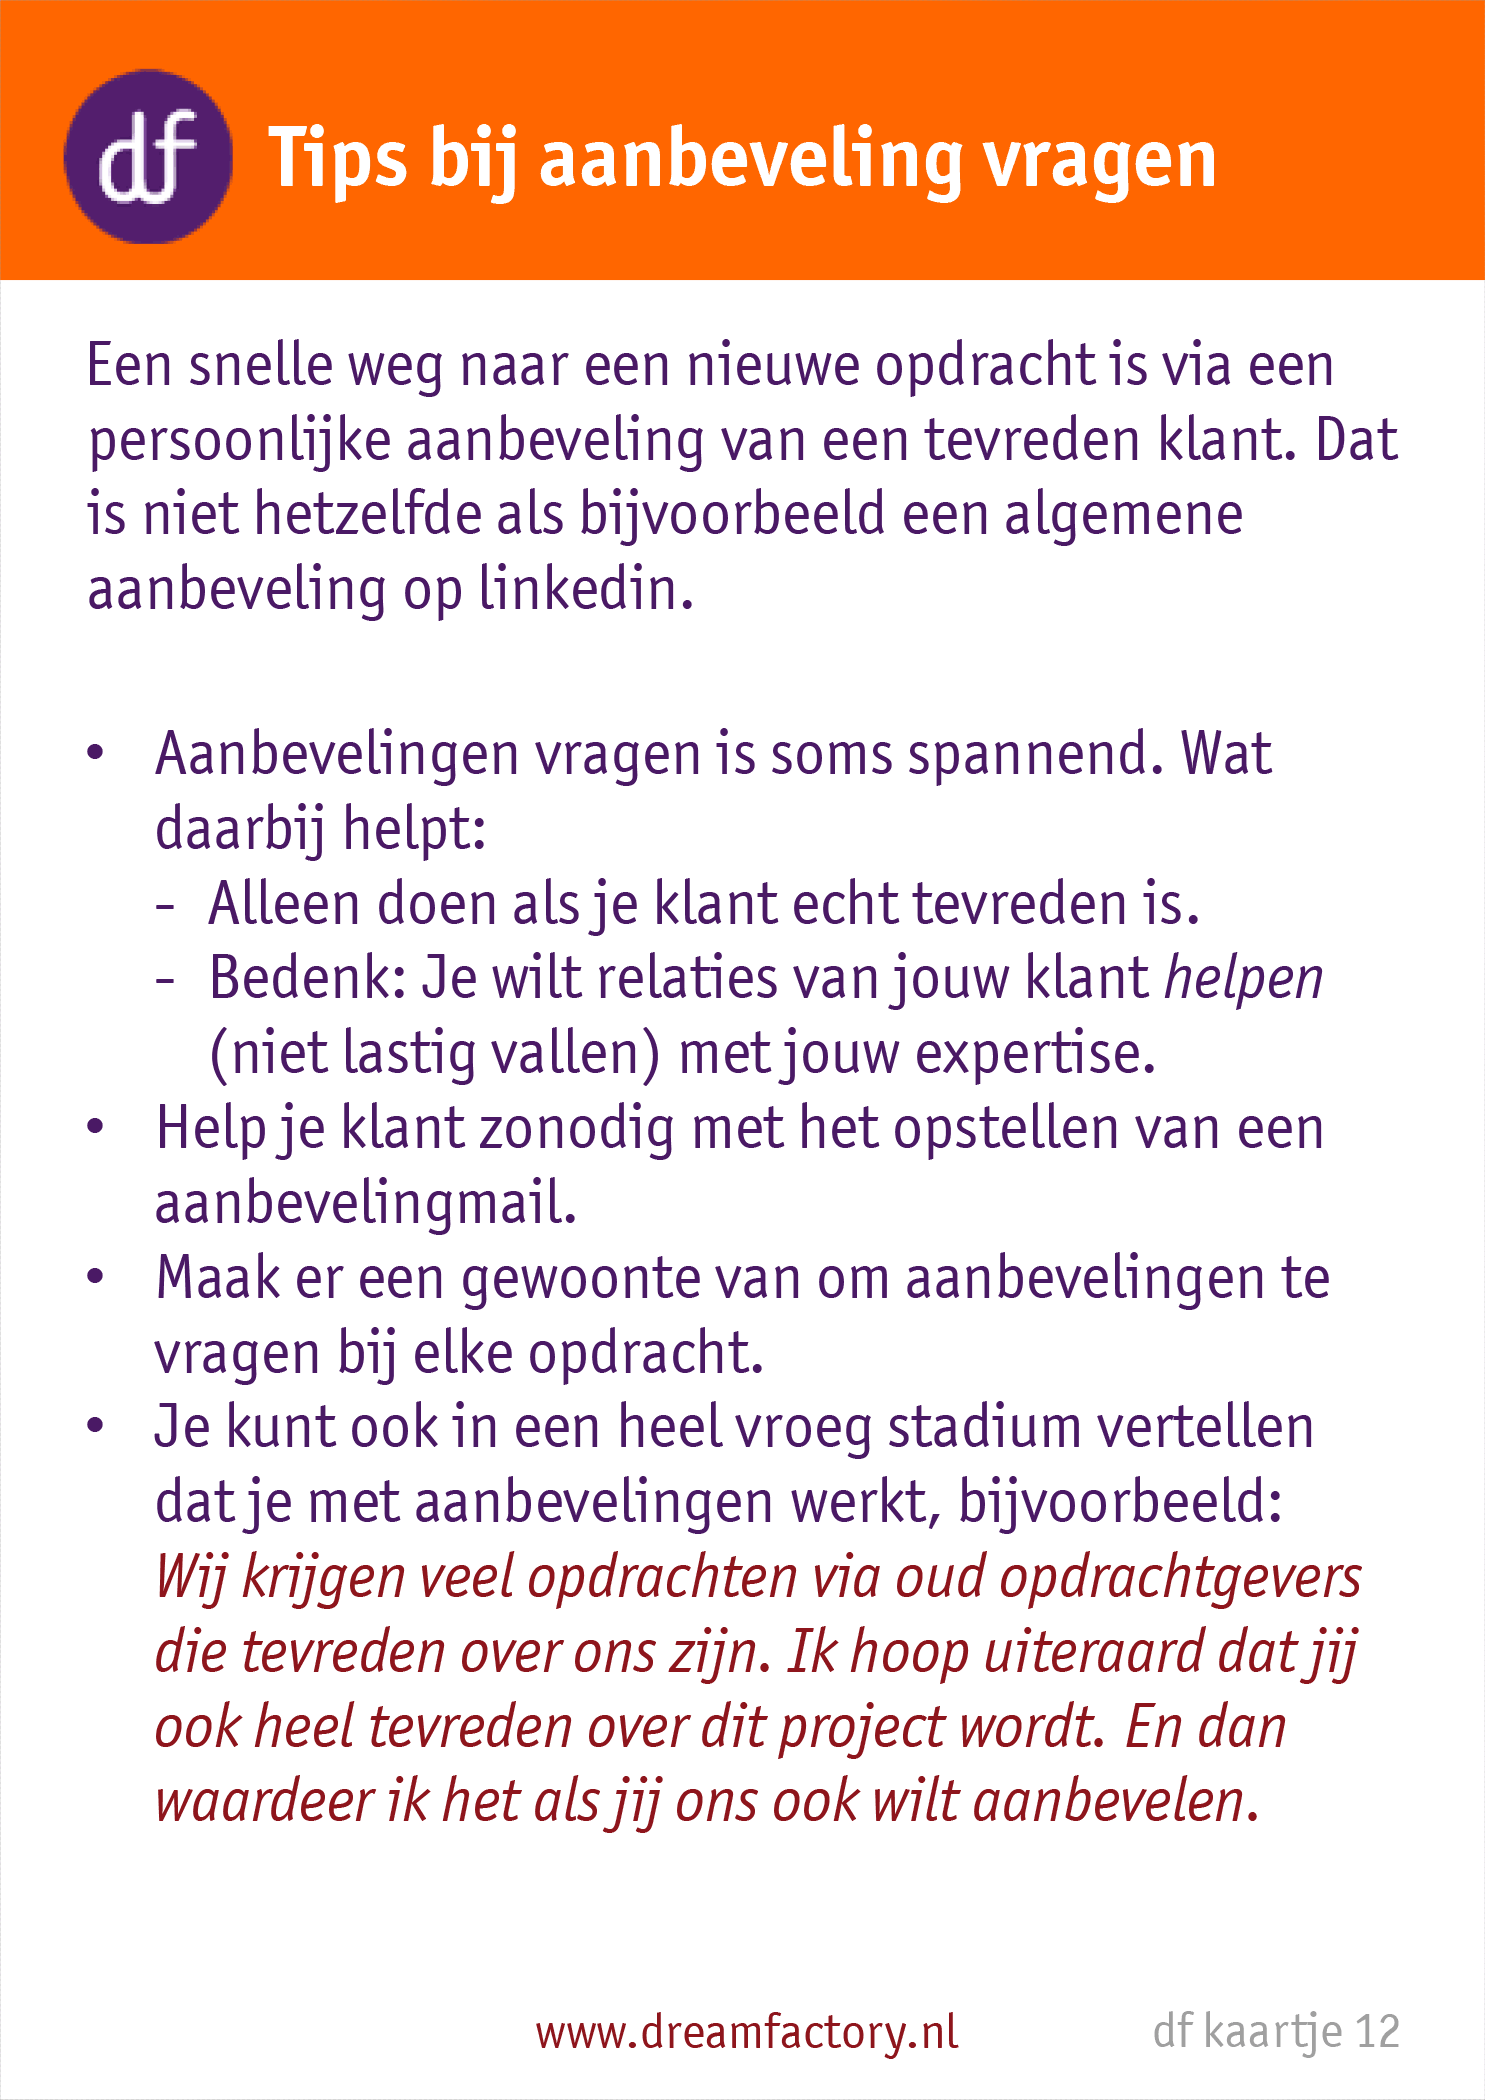 df
Tips bij aanbeveling vragen
Een snelle weg naar een nieuwe opdracht is via een
persoonlijke aanbeveling van een tevreden klant. Dat
is niet hetzelfde als bijvoorbeeld een algemene
aanbeveling op linkedin.
• Aanbevelingen vragen is soms spannend. Wat
daarbij helpt:
- Alleen doen als je klant echt tevreden is.
- Bedenk: Je wilt relaties van jouw klant helpen
(niet lastig vallen) met jouw expertise.
• Help je klant zonodig met het opstellen van een
aanbevelingmail.
• Maak er een gewoonte van om aanbevelingen te
vragen bij elke opdracht.
• Je kunt ook in een heel vroeg stadium vertellen
dat je met aanbevelingen werkt, bijvoorbeeld:
Wij krijgen veel opdrachten via oud opdrachtgevers
die tevreden over ons zijn. Ik hoop uiteraard dat jij
ook heel tevreden over dit project wordt. En dan
waardeer ik het als jij ons ook wilt aanbevelen.
www.dreamfactory.nl
df kaartje 12